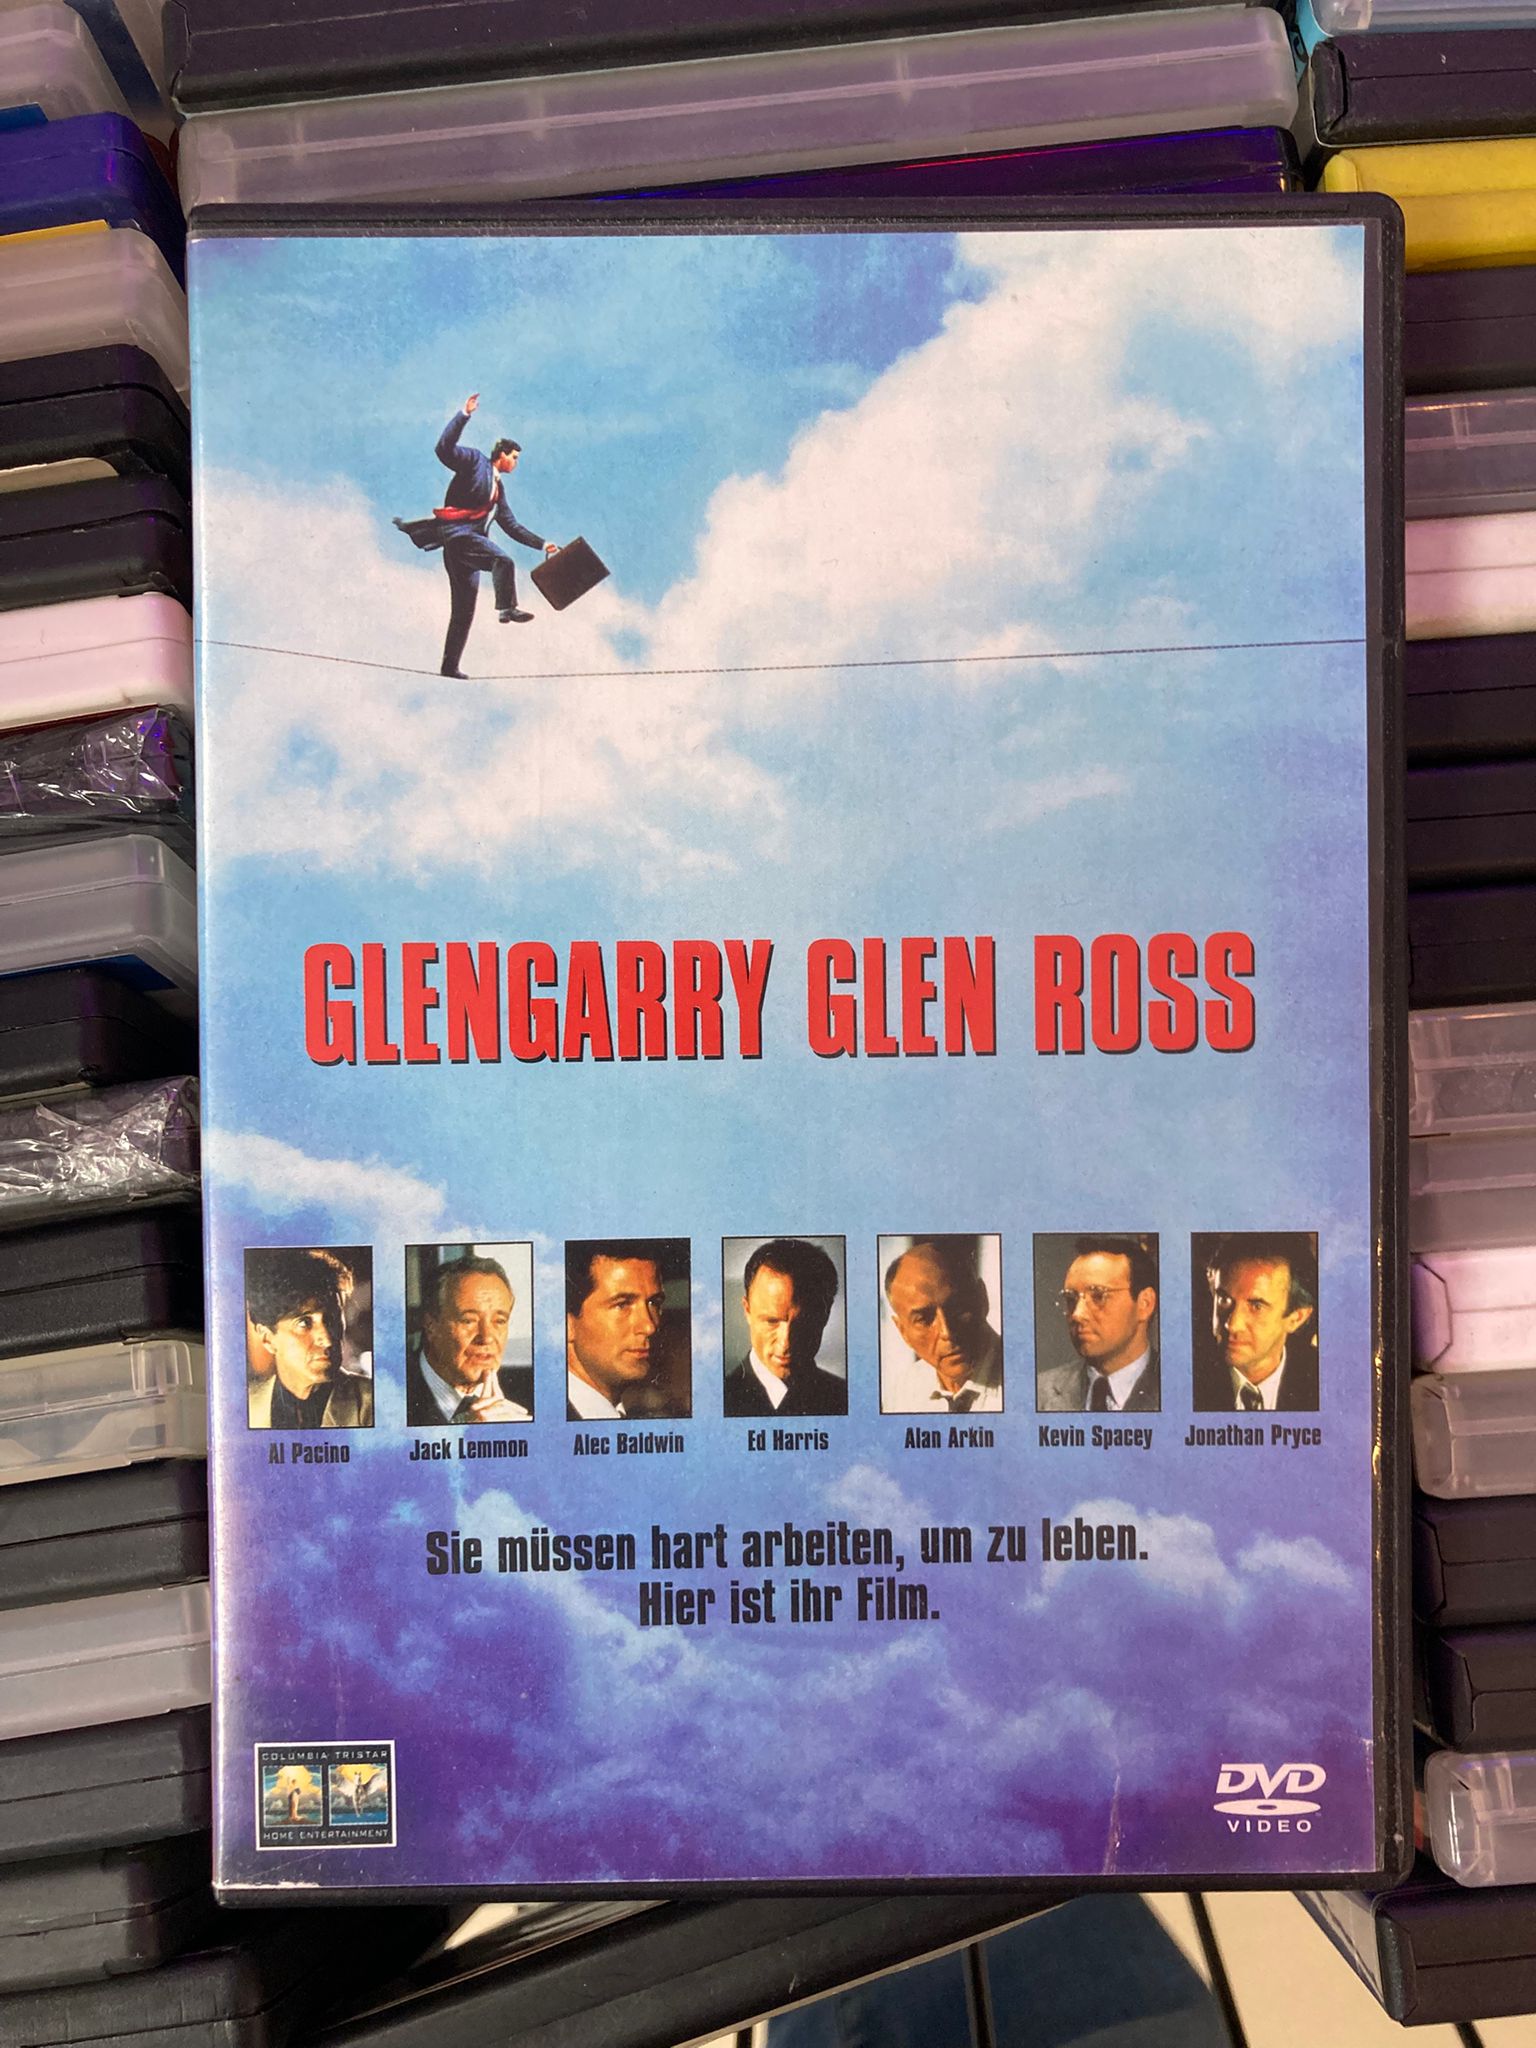 GLENGARRY GLEN ROSS
Al Pacino
Jack Lemmon
Alec Baldwin
Ed Harris
Alan Arkin
Kevin Spacey
Jonathan Pryce
Sie müssen hart arbeiten, um zu leben.
Hier ist ihr Film.
COLUMBIA TRISTAR
HOME ENTERTAINMENT
DVD
VIDEO